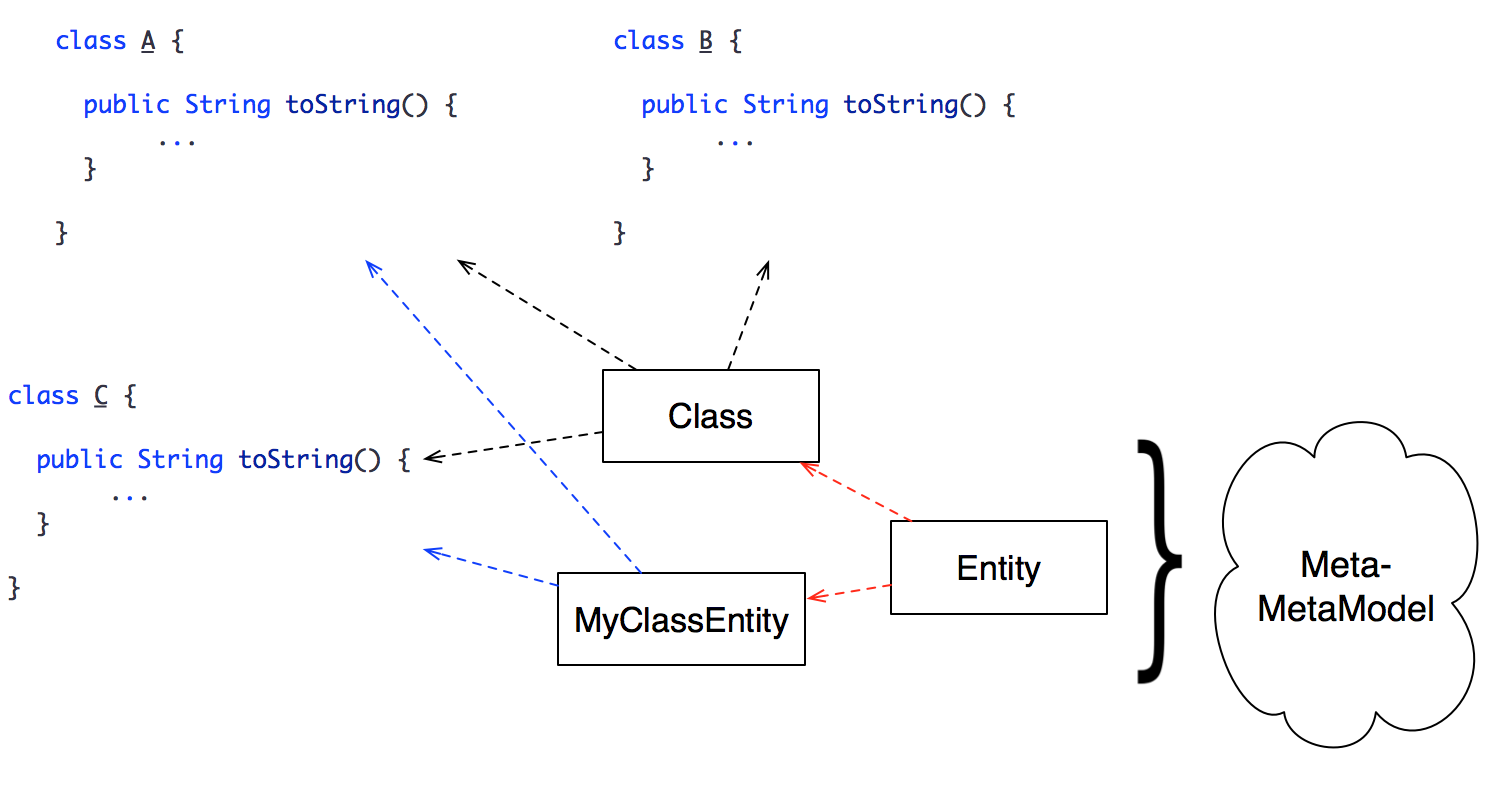 class A {
public String toString() {
...
}
}
class B {
public String toString() {
...
}
}
class C {
public String toString() {
...
}
}
Class
MyClassEntity
Entity
}
Meta-
MetaModel